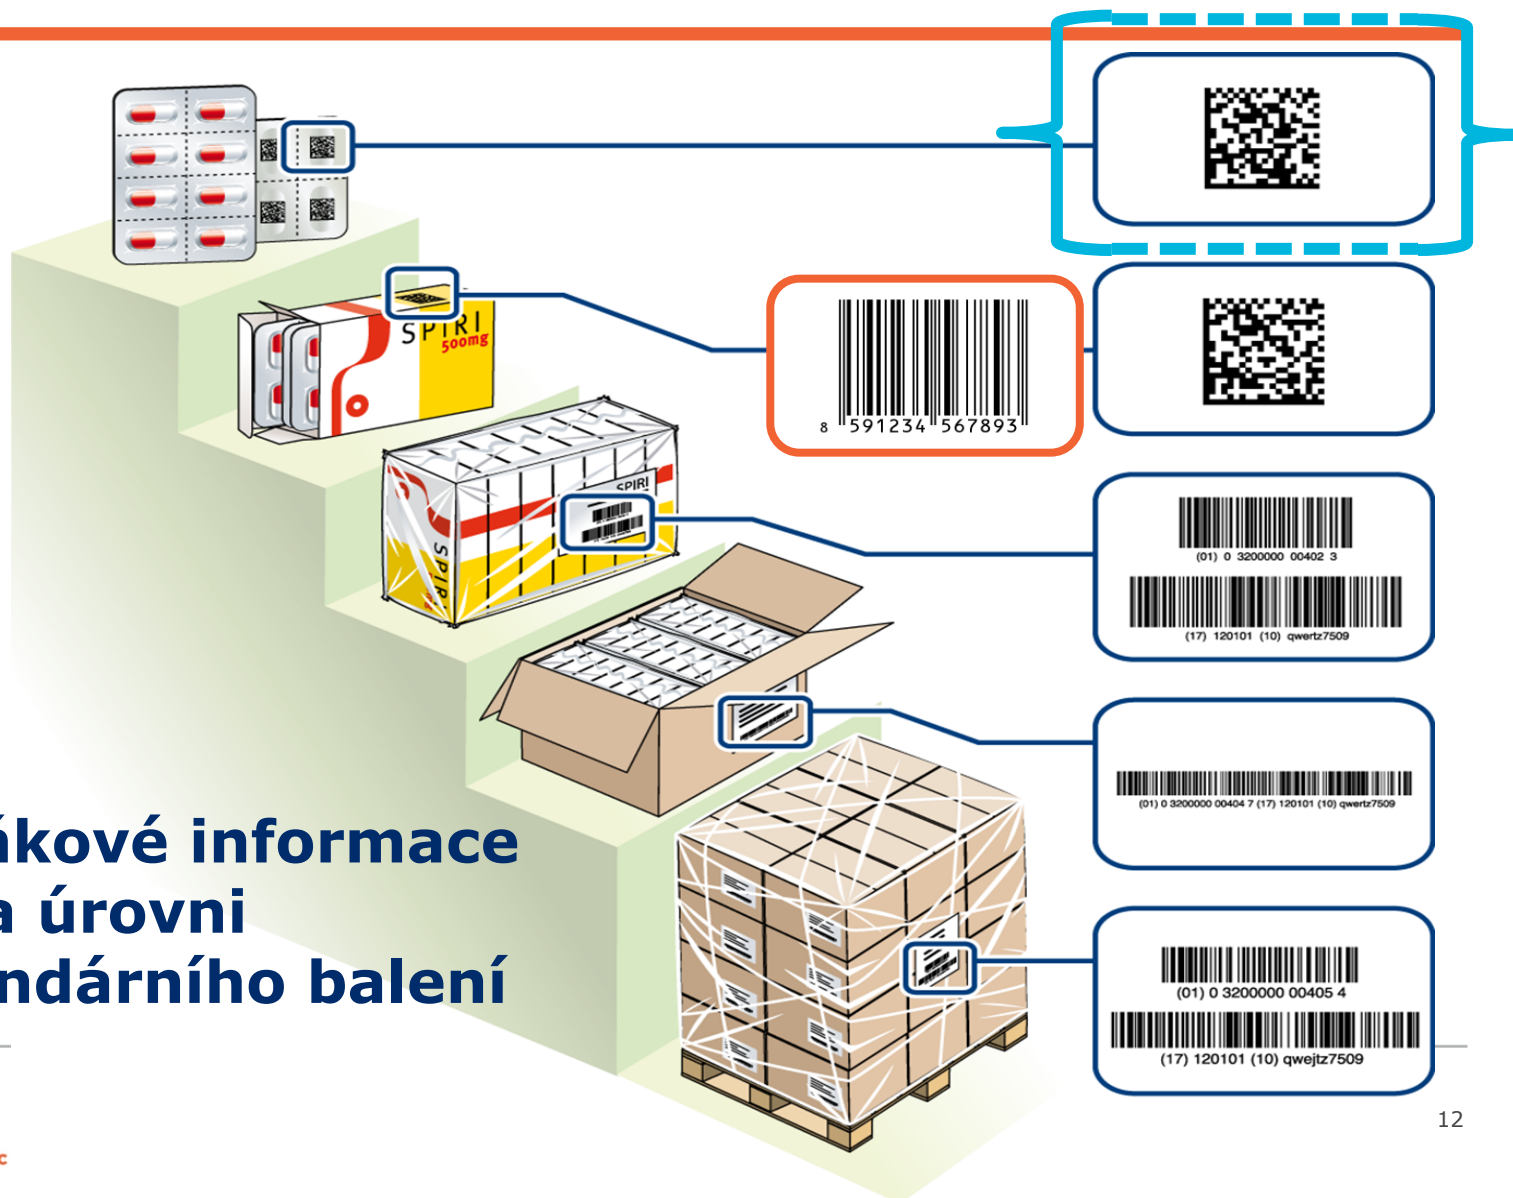 SPIRI
500mg
8 591234 567893
SPIRI
SPIRI
(01) 0 3200000 00402 3
(17) 120101 (10) qwertz7509
(01) 0 3200000 00404 7 (17) 120101 (10) qwertz7509
ákové informace
a úrovni
ndárního balení
(01) 0 3200000 00405 4
(17) 120101 (10) qwejtz7509
12
c